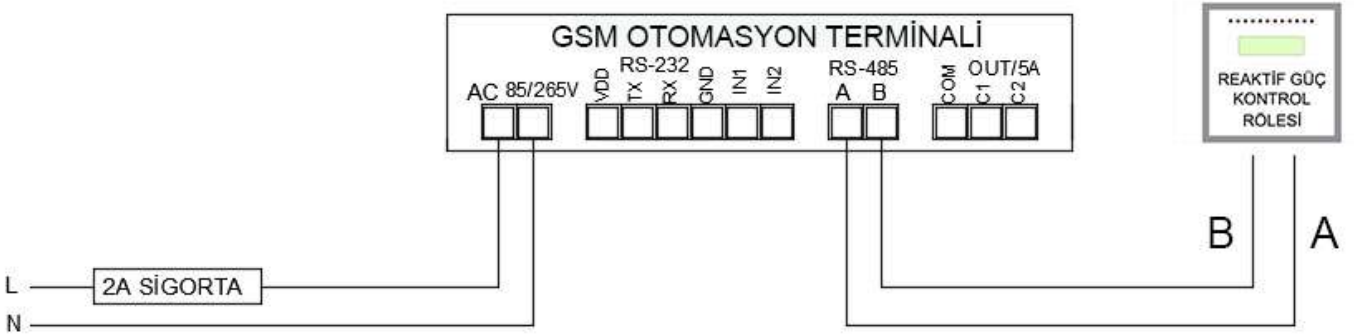 GSM OTOMASYON TERMİNALİ
AC 85/265V
RS-232
VDD
TX
RX
GND
IN1
IN2
RS-485
A B
OUT/5A
COM
C1
C2
REAKTİF GÜÇ
KONTROL
RÖLESİ
B A
L
2A SİGORTA
N